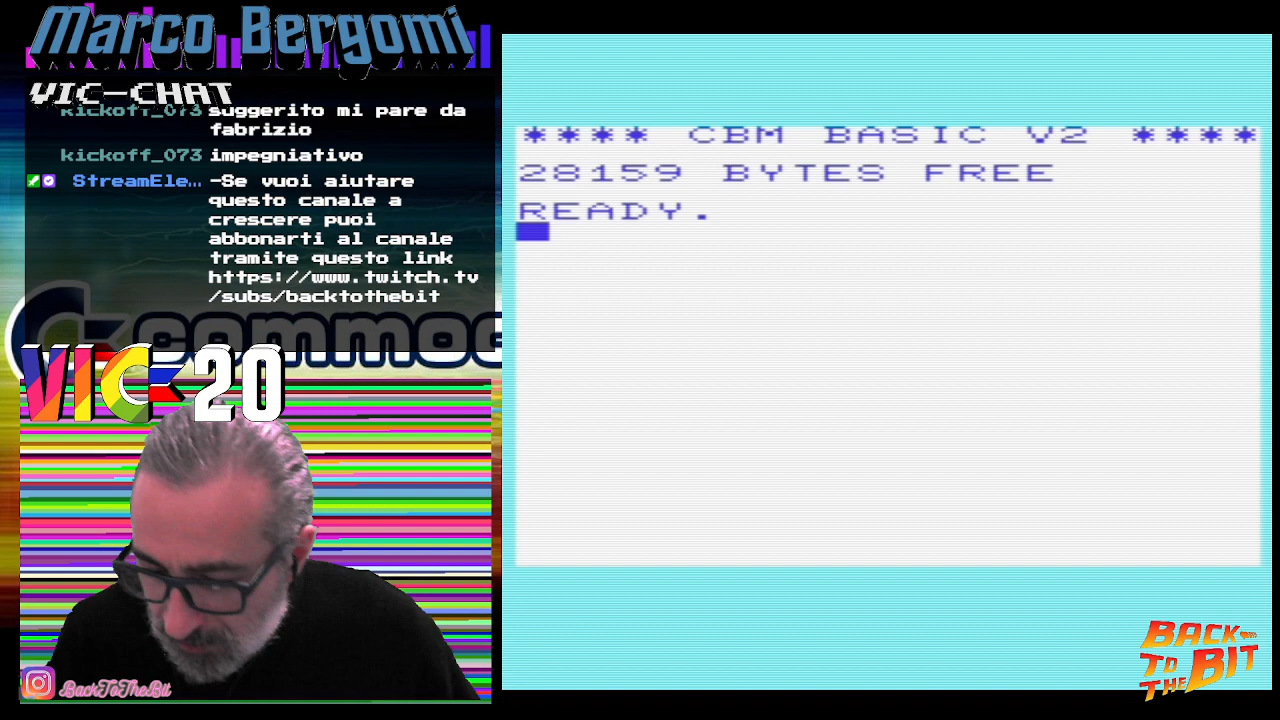 Marco Bergomi
VIC-CHAT
kickoff_073 suggerito mi pare da
fabrizio
kickoff_073 impegniativo
StreamEle… -Se vuoi aiutare
questo canale a
crescere puoi
abbonarti al canale
tramite questo link
https://www.twitch.tv
/subs/backtothebit
commod
VIC 20
BackToTheBit
**** CBM BASIC V2 ****
28159 BYTES FREE
READY.
BACK
TO THE BIT